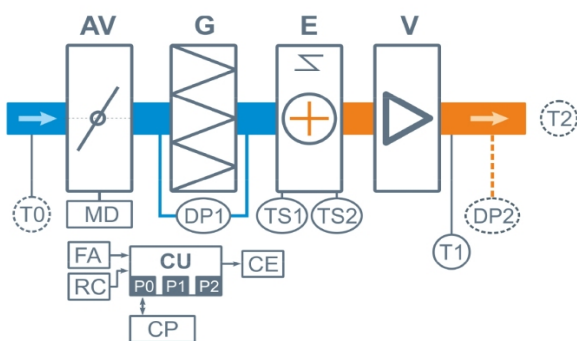 AV G E V
T0 MD DP1 TS1 TS2 T1 DP2 T2
FA CU CE
RC P0 P1 P2
CP